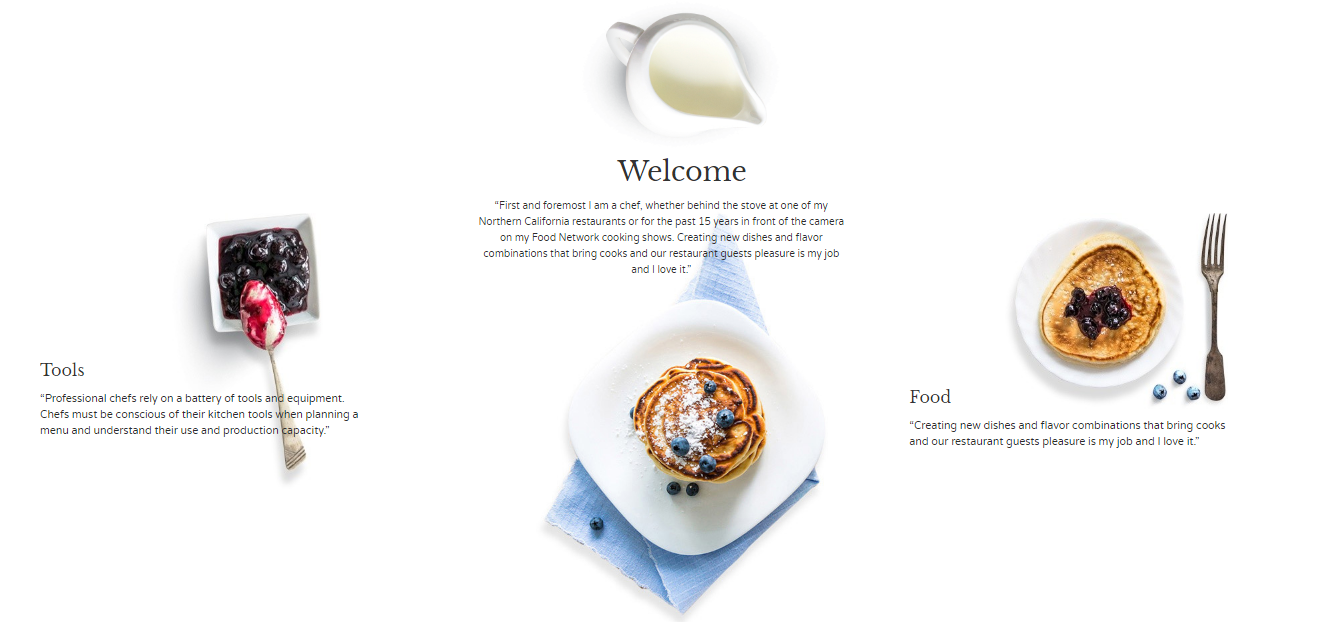 Welcome
“First and foremost I am a chef, whether behind the stove at one of my
Northern California restaurants or for the past 15 years in front of the camera
on my Food Network cooking shows. Creating new dishes and flavor
combinations that bring cooks and our restaurant guests pleasure is my job
and I love it.”
Tools
“Professional chefs rely on a battery of tools and equipment.
Chefs must be conscious of their kitchen tools when planning a
menu and understand their use and production capacity.”
Food
“Creating new dishes and flavor combinations that bring cooks
and our restaurant guests pleasure is my job and I love it.”